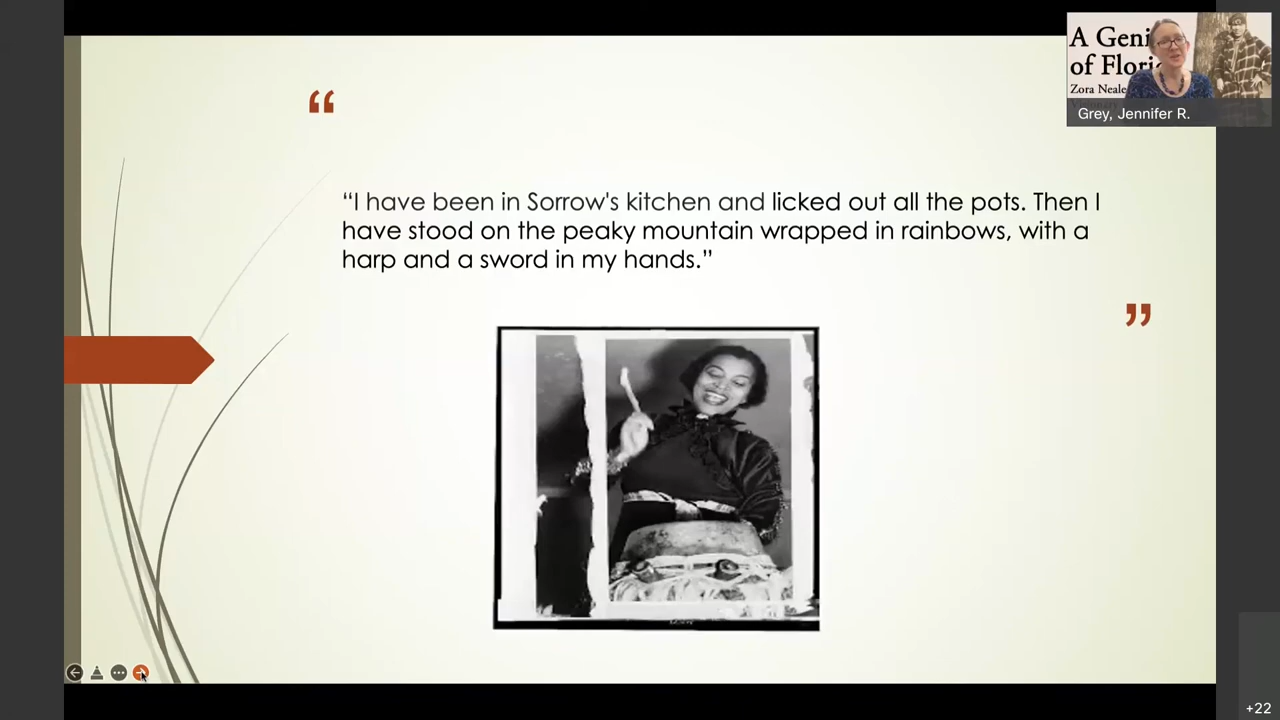 “
“I have been in Sorrow's kitchen and licked out all the pots. Then I
have stood on the peaky mountain wrapped in rainbows, with a
harp and a sword in my hands.”
”
A Geni
of Flori
Zora Neale
Grey, Jennifer R.
+22